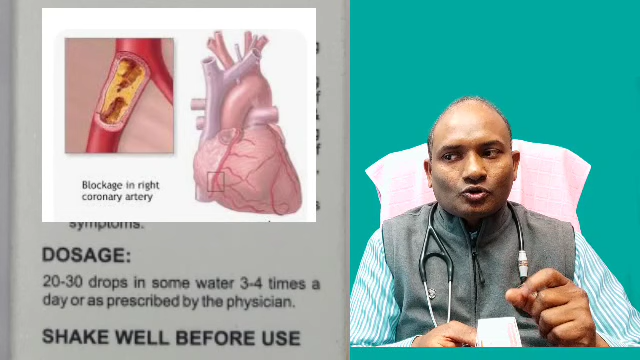 Blockage in right
coronary artery
symptoms.
DOSAGE:
20-30 drops in some water 3-4 times a
day or as prescribed by the physician.
SHAKE WELL BEFORE USE